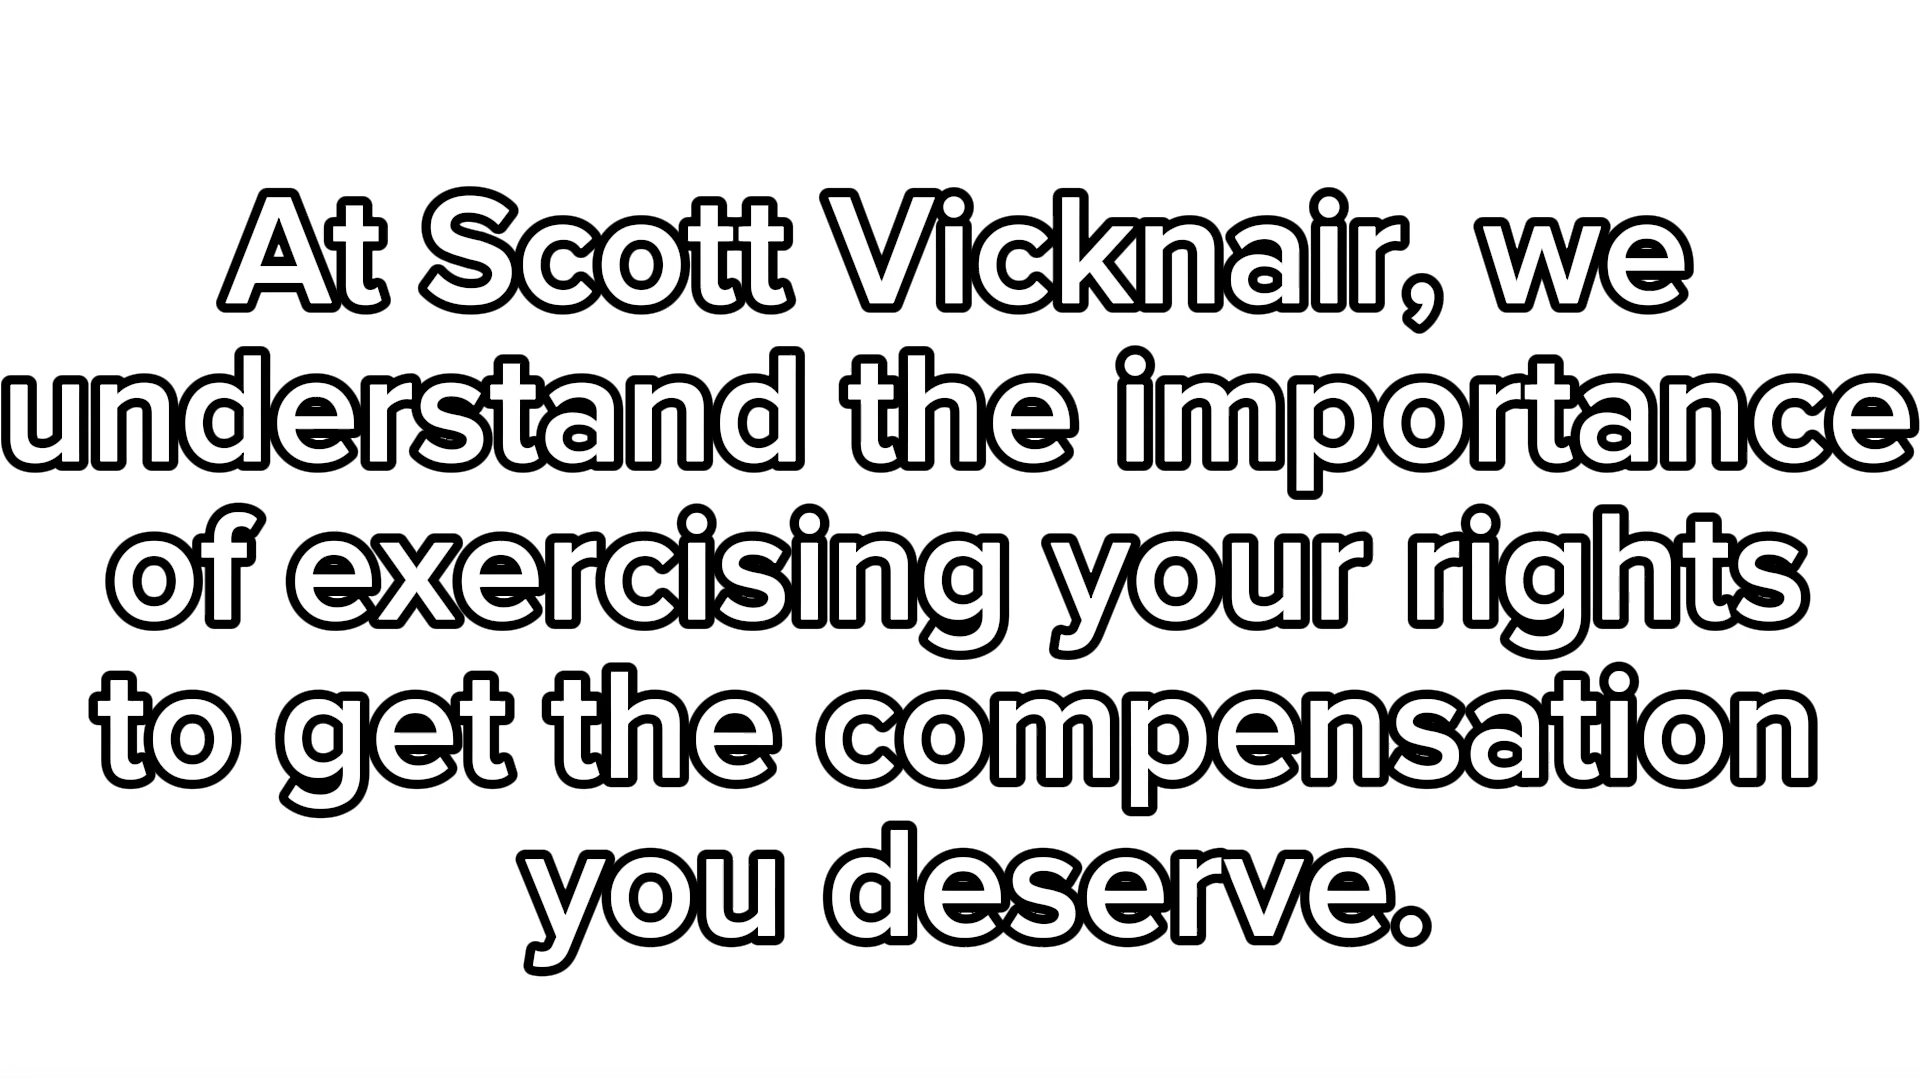 At Scott Vicknair, we
understand the importance
of exercising your rights
to get the compensation
you deserve.